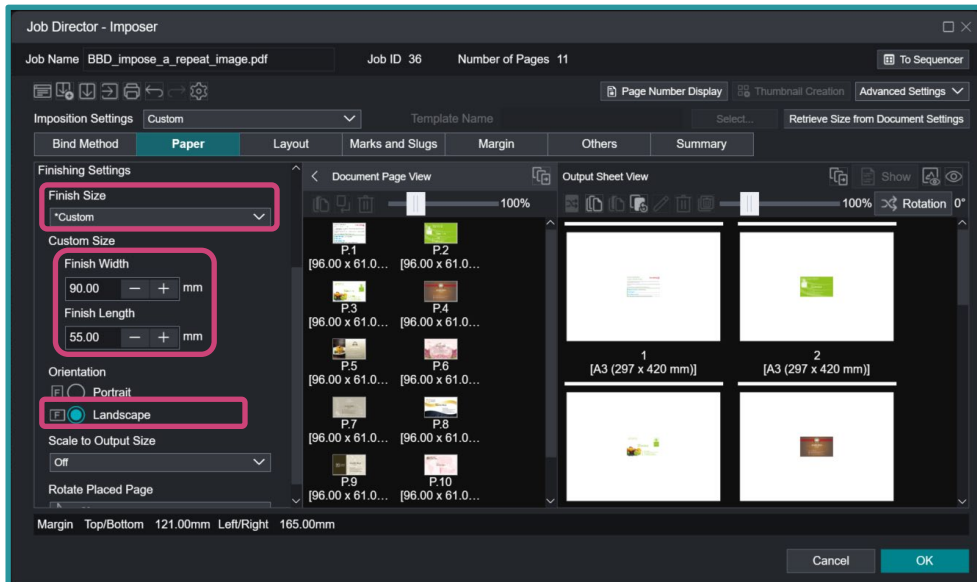 Job Director - Imposer
Job Name BBD_impose_a_repeat_image.pdf Job ID 36 Number of Pages 11 To Sequencer
Page Number Display Thumbnail Creation Advanced Settings
Imposition Settings Custom Template Name Select... Retrieve Size from Document Settings
Bind Method Paper Layout Marks and Slugs Margin Others Summary
Finishing Settings
Finish Size
*Custom
Custom Size
Finish Width
90.00 − + mm
Finish Length
55.00 − + mm
Orientation
F Portrait
F Landscape
Scale to Output Size
Off
Rotate Placed Page
Document Page View
100%
P.1 P.2
[96.00 x 61.0... [96.00 x 61.0...
P.3 P.4
[96.00 x 61.0... [96.00 x 61.0...
P.5 P.6
[96.00 x 61.0... [96.00 x 61.0...
P.7 P.8
[96.00 x 61.0... [96.00 x 61.0...
P.9 P.10
[96.00 x 61.0... [96.00 x 61.0...
Output Sheet View Show
100% Rotation 0°
1 2
[A3 (297 x 420 mm)] [A3 (297 x 420 mm)]
Margin Top/Bottom 121.00mm Left/Right 165.00mm
Cancel OK